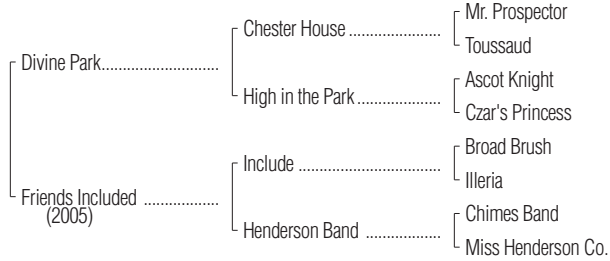 Mr. Prospector
Chester House
Toussaud
Divine Park
Ascot Knight
High in the Park
Czar's Princess
Broad Brush
Include
Illeria
Friends Included
(2005)
Chimes Band
Henderson Band
Miss Henderson Co.